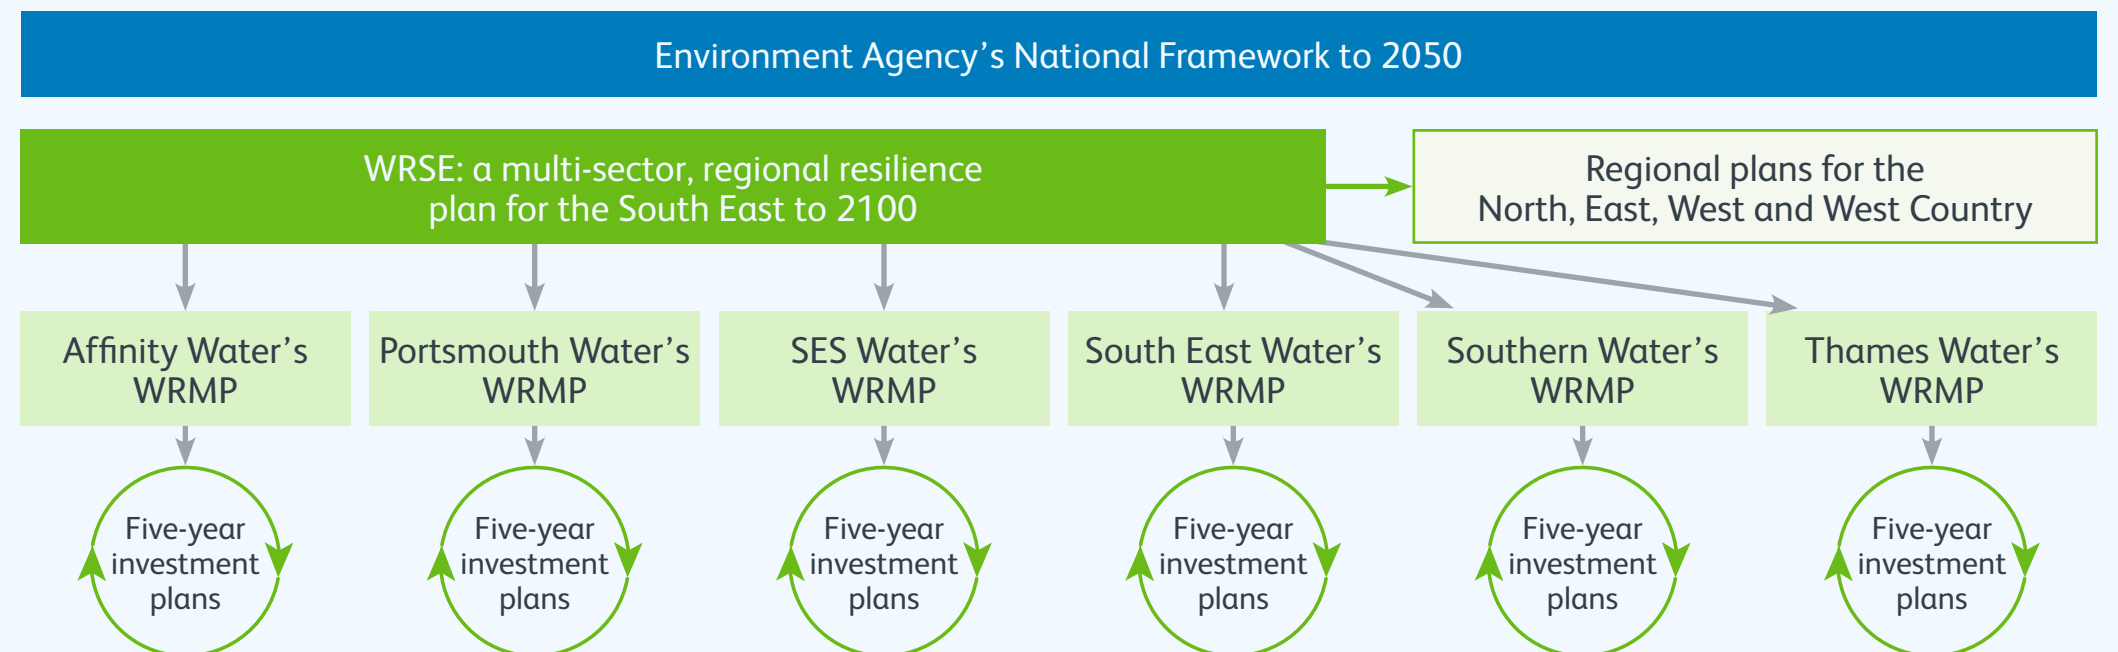 Environment Agency’s National Framework to 2050
WRSE: a multi-sector, regional resilience
plan for the South East to 2100
Regional plans for the
North, East, West and West Country
Affinity Water’s
WRMP
Portsmouth Water’s
WRMP
SES Water’s
WRMP
South East Water’s
WRMP
Southern Water’s
WRMP
Thames Water’s
WRMP
Five-year
investment
plans
Five-year
investment
plans
Five-year
investment
plans
Five-year
investment
plans
Five-year
investment
plans
Five-year
investment
plans